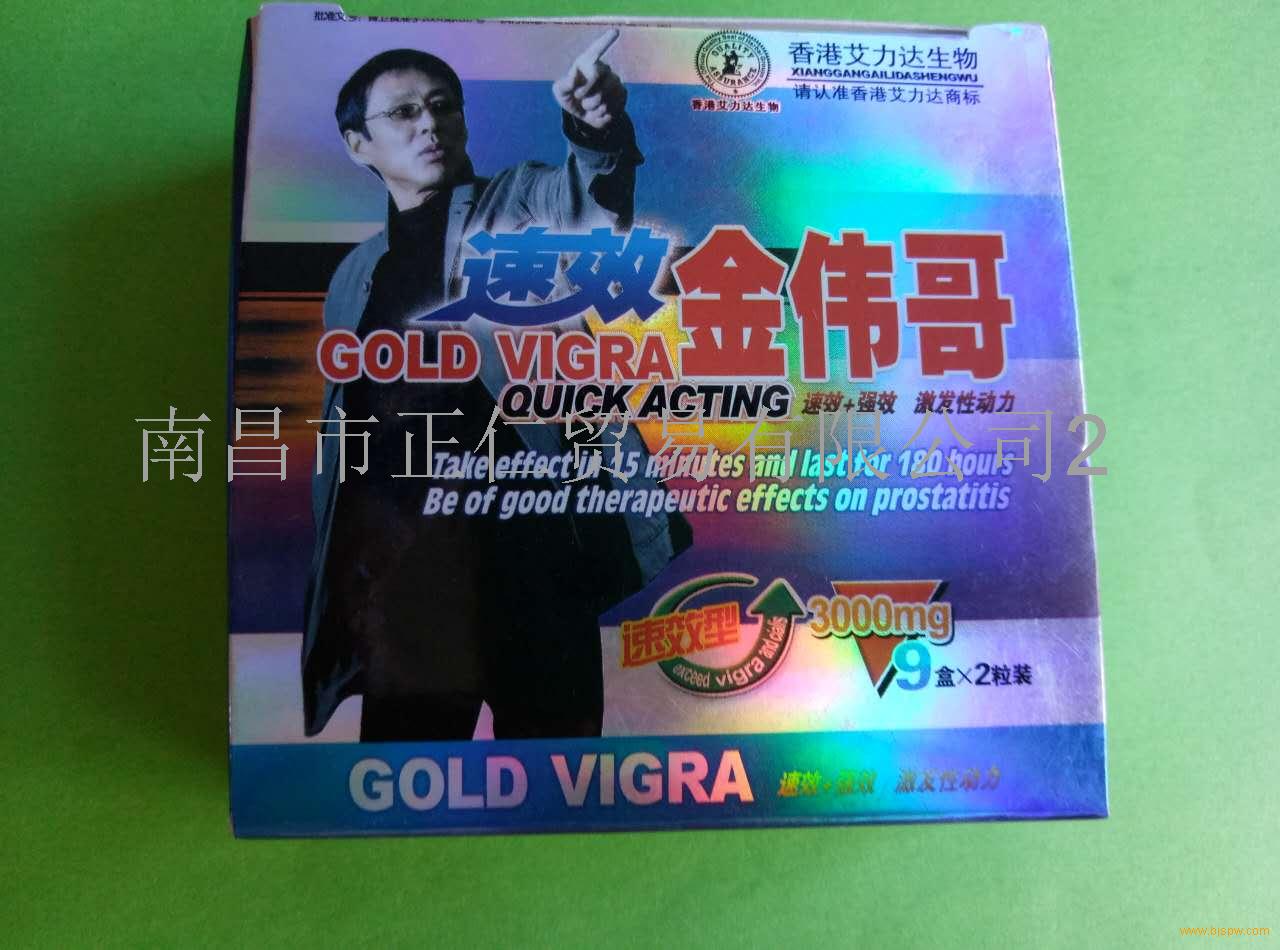 香港艾力达生物
XIANGGANGAILIDASHENGWU
请认准香港艾力达商标
QUALITY
ASSURANCE
香港艾力达生物
速效 金伟哥
GOLD VIGRA
QUICK ACTING 速效+强效 激发性动力
南昌市正仁贸易有限公司2
Take effect in 15 minutes and last for 180 hours
Be of good therapeutic effects on prostatitis
速效型
exceed vigra and cialis
3000mg
9盒×2粒装
GOLD VIGRA 速效+强效 激发性动力
www.bjspw.com